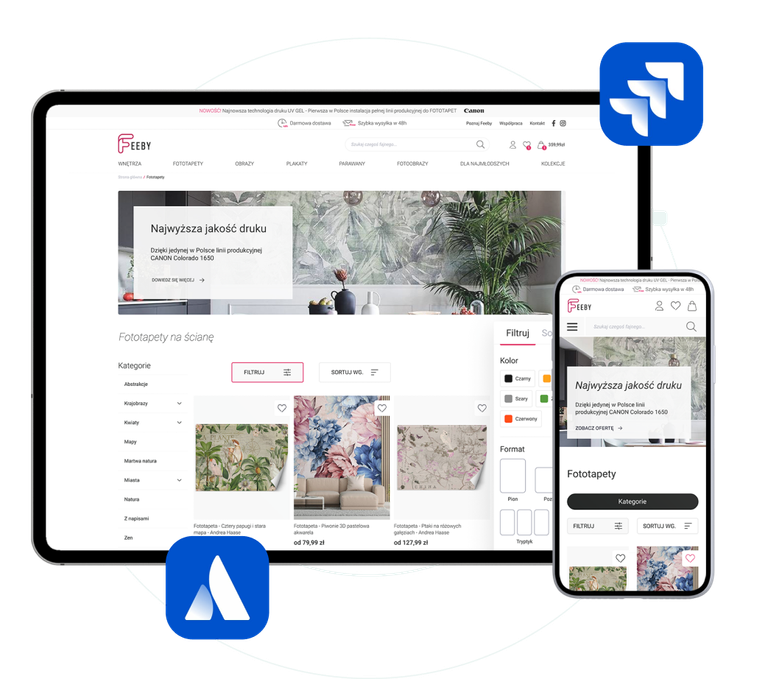 NOWOŚĆ! Najnowsza technologia druku UV GEL - Pierwsza w Polsce instalacja pełnej linii produkcyjnej do FOTOTAPET Canon
Darmowa dostawa Szybka wysyłka w 48h Poznaj Feeby Współpraca Kontakt
FEEBY Szukaj czegoś fajnego... 359,99zł
WNĘTRZA FOTOTAPETY OBRAZY PLAKATY PARAWANY FOTOOBRAZY DLA NAJMŁODSZYCH KOLEKCJE
Strona główna / Fototapety
Najwyższa jakość druku
Dzięki jedynej w Polsce linii produkcyjnej
CANON Colorado 1650
DOWIEDZ SIĘ WIĘCEJ
Fototapety na ścianę
Kategorie
FILTRUJ SORTUJ WG.
Abstrakcje
Krajobrazy
Kwiaty
Mapy
Martwa natura
Miasta
Natura
Z napisami
Zen
Fototapeta - Cztery papugi i stara
mapa - Andrea Haase
Fototapeta - Piwonie 3D pastelowa
akwarela
od 79,99 zł
Fototapeta - Ptaki na różowych
gałęziach - Andrea Haase
od 127,99 zł
Filtruj
Kolor
Czarny
Szary
Czerwony
Format
Pion
Tryptyk
NOWOŚĆ! Najnowsza technologia druku UV GEL - Pierwsza w
Darmowa dostawa Szybka wysyłka w 48h
FEEBY
Szukaj czegoś fajnego...
Najwyższa jakość druku
Dzięki jedynej w Polsce linii
produkcyjnej CANON Colorado 1650
ZOBACZ OFERTĘ
Fototapety
Kategorie
FILTRUJ SORTUJ WG.